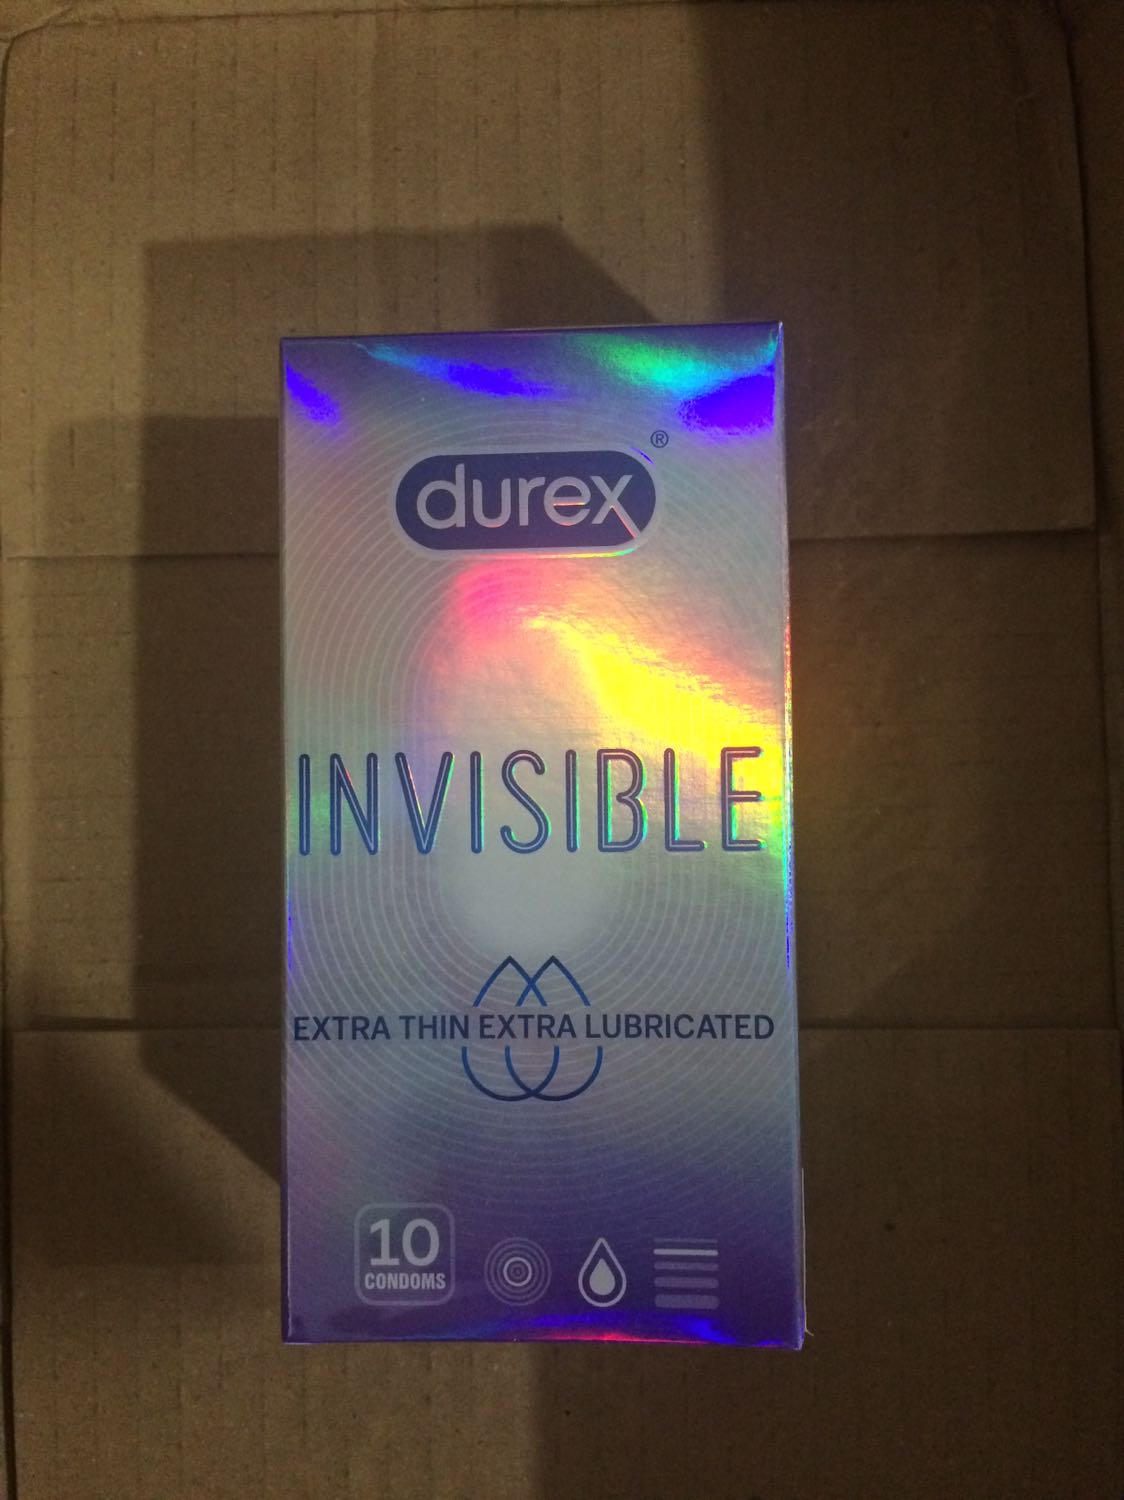 durex®
INVISIBLE
EXTRA THIN EXTRA LUBRICATED
10
CONDOMS